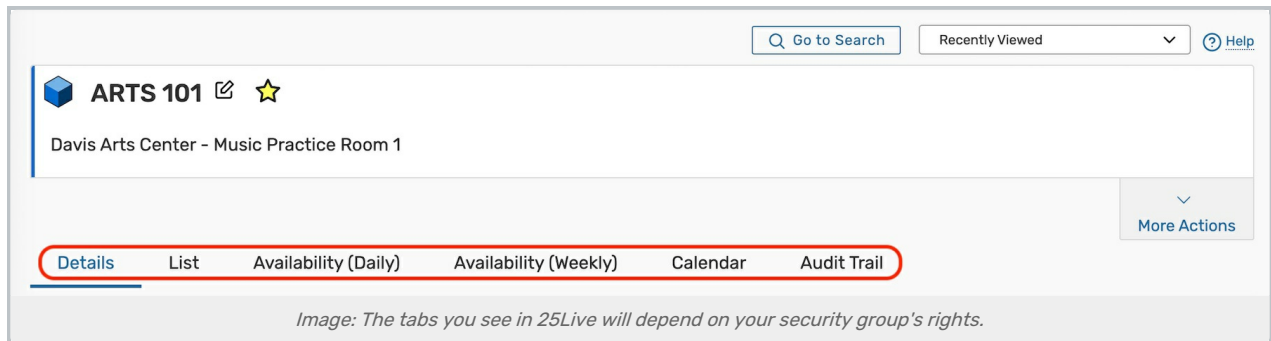 Go to Search Recently Viewed Help
ARTS 101
Davis Arts Center - Music Practice Room 1
More Actions
Details List Availability (Daily) Availability (Weekly) Calendar Audit Trail
Image: The tabs you see in 25Live will depend on your security group's rights.